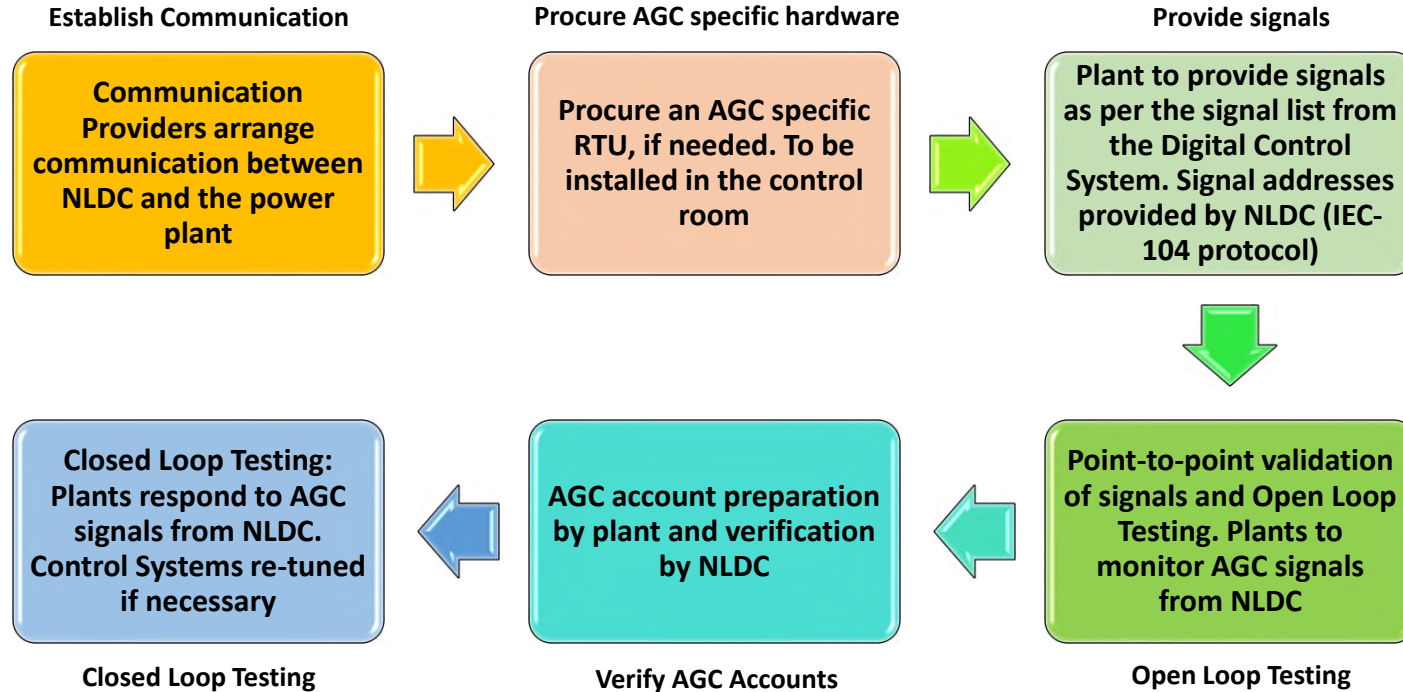 Establish Communication
Communication
Providers arrange
communication between
NLDC and the power
plant
Procure AGC specific hardware
Procure an AGC specific
RTU, if needed. To be
installed in the control
room
Provide signals
Plant to provide signals
as per the signal list from
the Digital Control
System. Signal addresses
provided by NLDC (IEC-
104 protocol)
Point-to-point validation
of signals and Open Loop
Testing. Plants to
monitor AGC signals
from NLDC
Open Loop Testing
AGC account preparation
by plant and verification
by NLDC
Verify AGC Accounts
Closed Loop Testing:
Plants respond to AGC
signals from NLDC.
Control Systems re-tuned
if necessary
Closed Loop Testing